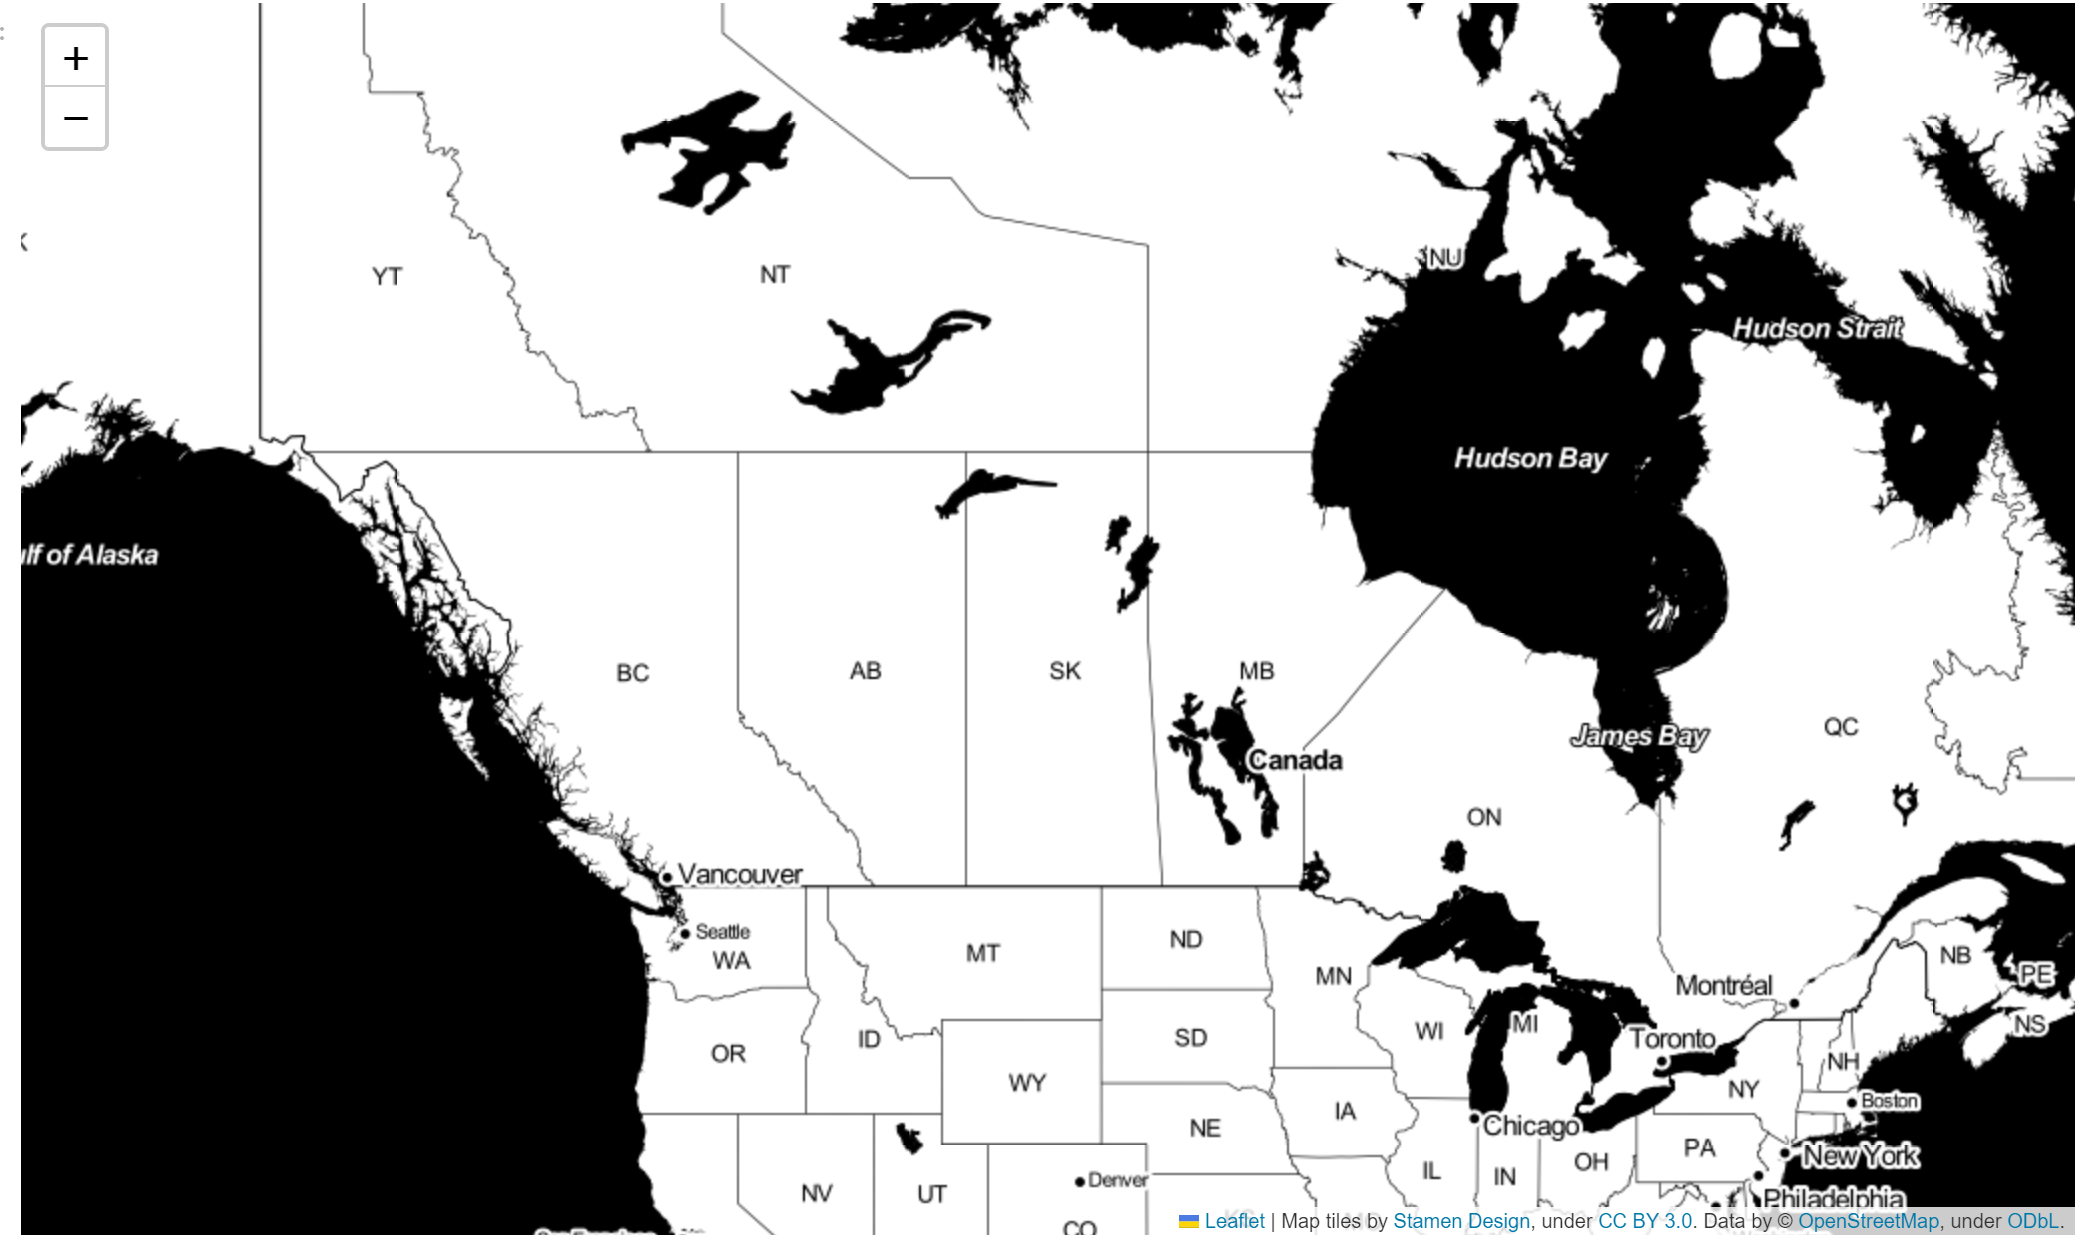 +
−
YT
NT
NU
Hudson Strait
Hudson Bay
ulf of Alaska
BC
AB
SK
MB
Canada
James Bay
QC
ON
Vancouver
Seattle
WA
MT
ND
MN
NB
PE
Montréal
NS
OR
ID
SD
WI
MI
Toronto
NH
WY
NY
Boston
NE
IA
Chicago
PA
New York
NV
UT
Denver
IL
IN
OH
Philadelphia
CO
Leaflet | Map tiles by Stamen Design, under CC BY 3.0. Data by © OpenStreetMap, under ODbL.